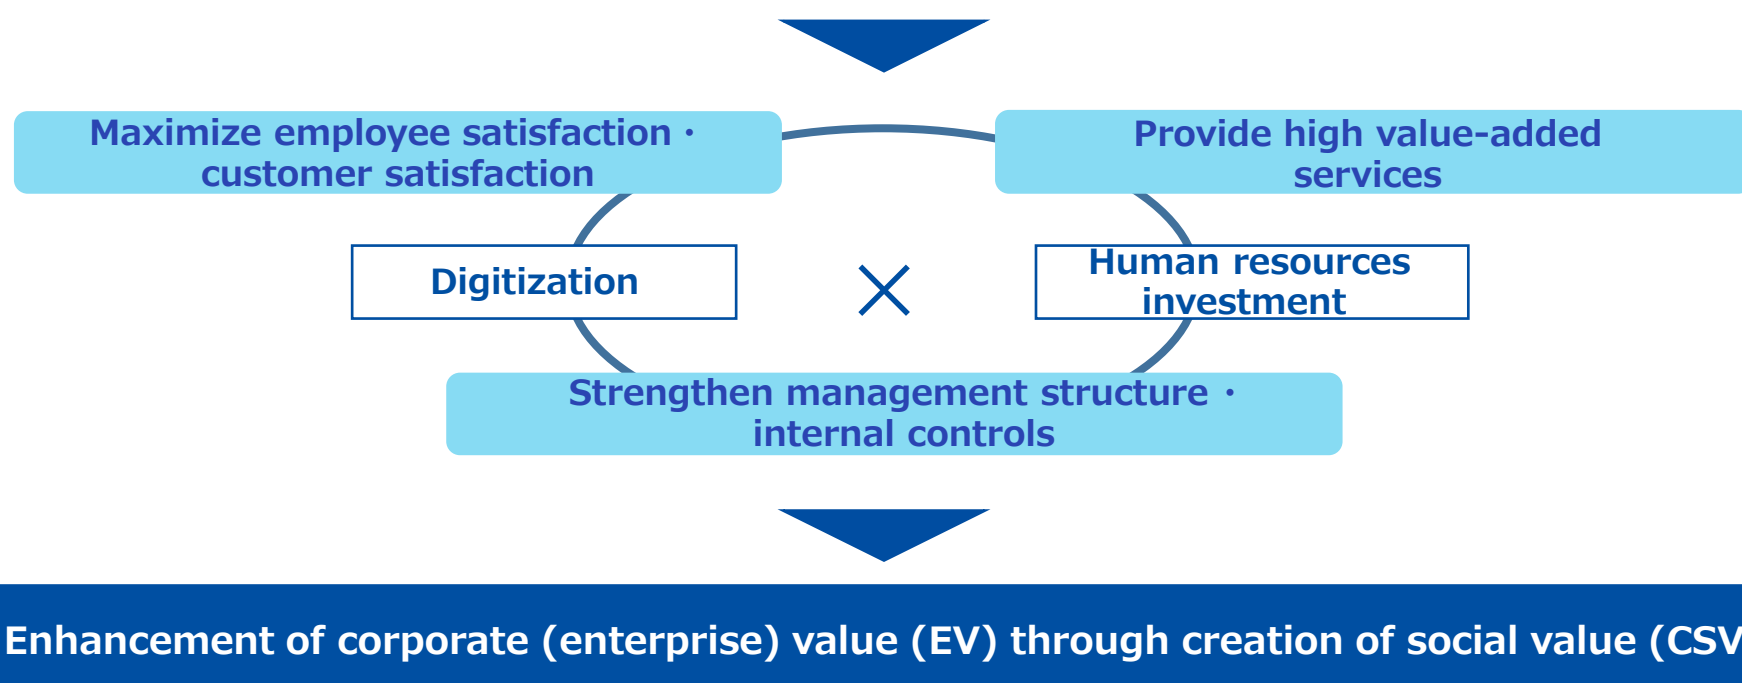 Maximize employee satisfaction・
customer satisfaction
Provide high value-added
services
Digitization
×
Human resources
investment
Strengthen management structure・
internal controls
Enhancement of corporate (enterprise) value (EV) through creation of social value (CSV